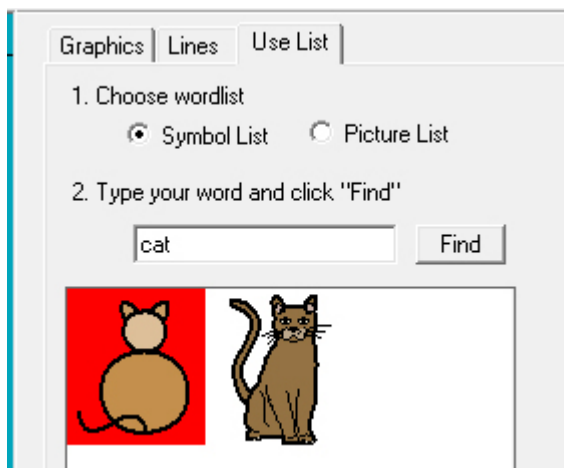 Graphics Lines Use List
1. Choose wordlist
Symbol List Picture List
2. Type your word and click "Find"
cat Find